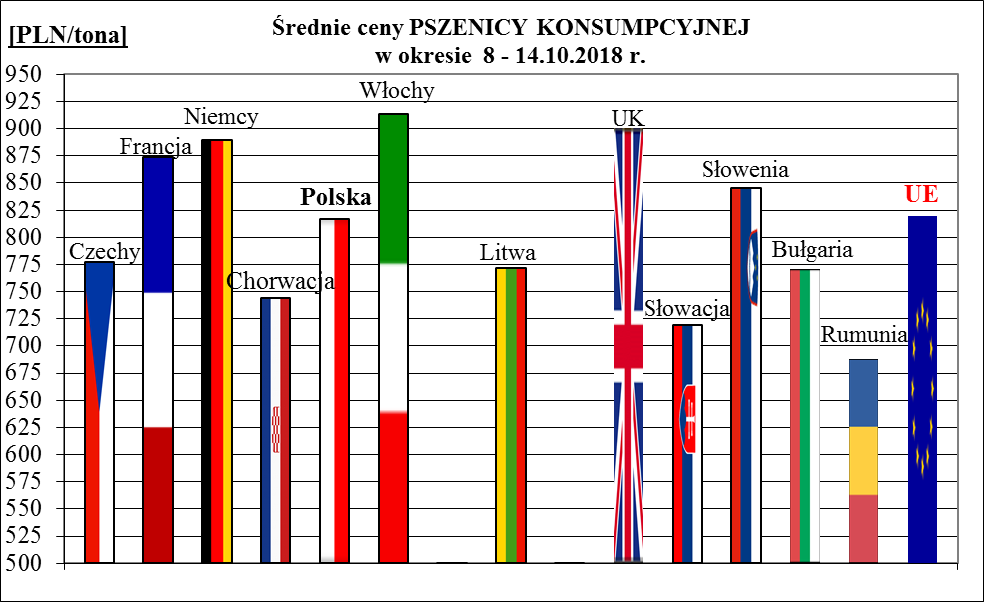 Średnie ceny PSZENICY KONSUMPCYJNEJ
w okresie 8 - 14.10.2018 r.
[PLN/tona]
950
925
900
875
850
825
800
775
750
725
700
675
650
625
600
575
550
525
500
Czechy
Francja
Niemcy
Chorwacja
Polska
Włochy
Litwa
UK
Słowacja
Słowenia
Bułgaria
Rumunia
UE